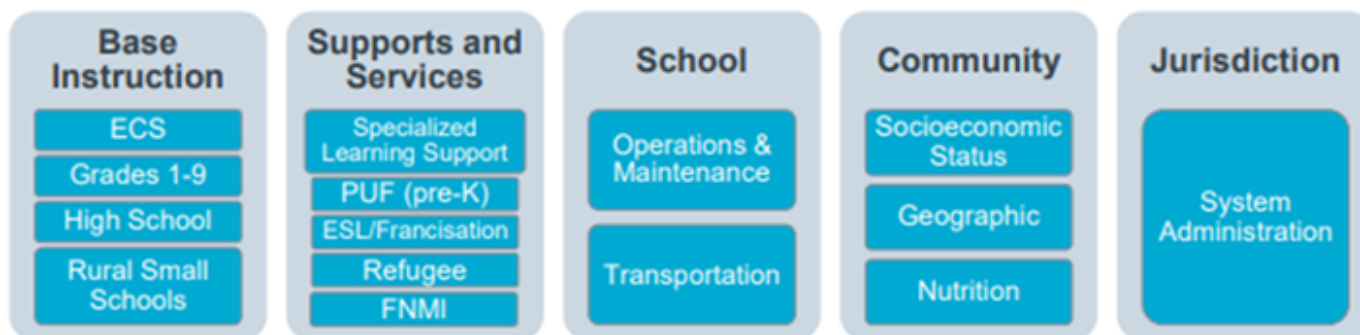 Base
Instruction
ECS
Grades 1-9
High School
Rural Small
Schools
Supports and
Services
Specialized
Learning Support
PUF (pre-K)
ESL/Francisation
Refugee
FNMI
School
Operations &
Maintenance
Transportation
Community
Socioeconomic
Status
Geographic
Nutrition
Jurisdiction
System
Administration